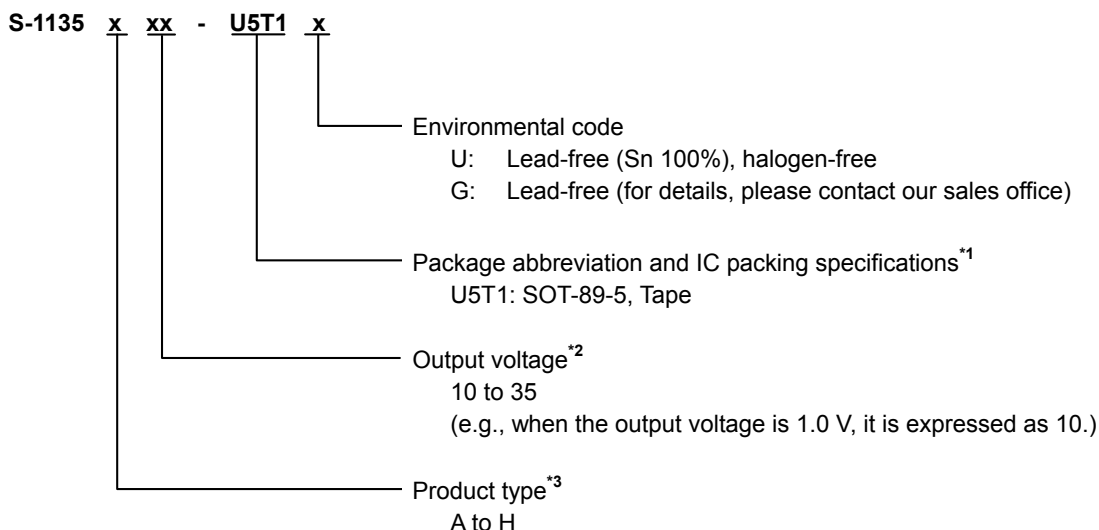 S-1135 x xx - U5T1 x
Environmental code
U: Lead-free (Sn 100%), halogen-free
G: Lead-free (for details, please contact our sales office)
Package abbreviation and IC packing specifications*1
U5T1: SOT-89-5, Tape
Output voltage*2
10 to 35
(e.g., when the output voltage is 1.0 V, it is expressed as 10.)
Product type*3
A to H